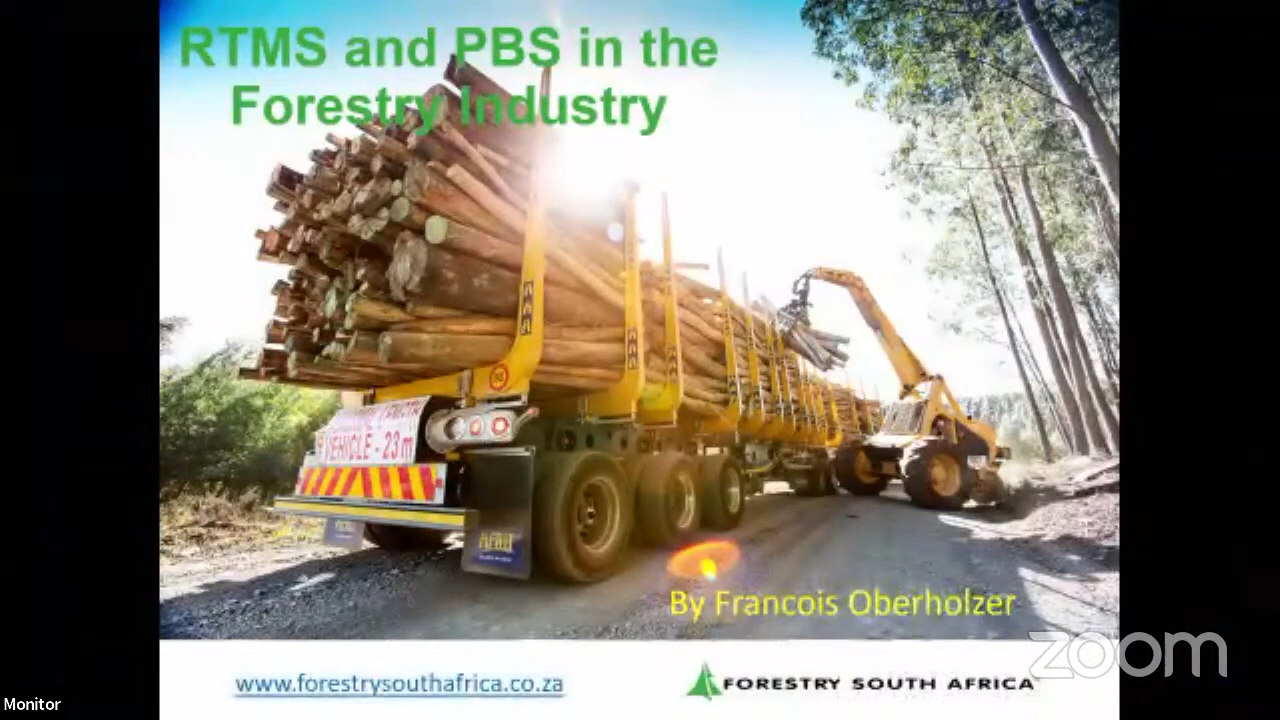 RTMS and PBS in the
Forestry Industry
VEHICLE - 23m
By Francois Oberholzer
www.forestrysouthafrica.co.za
FORESTRY SOUTH AFRICA
zoom
Monitor